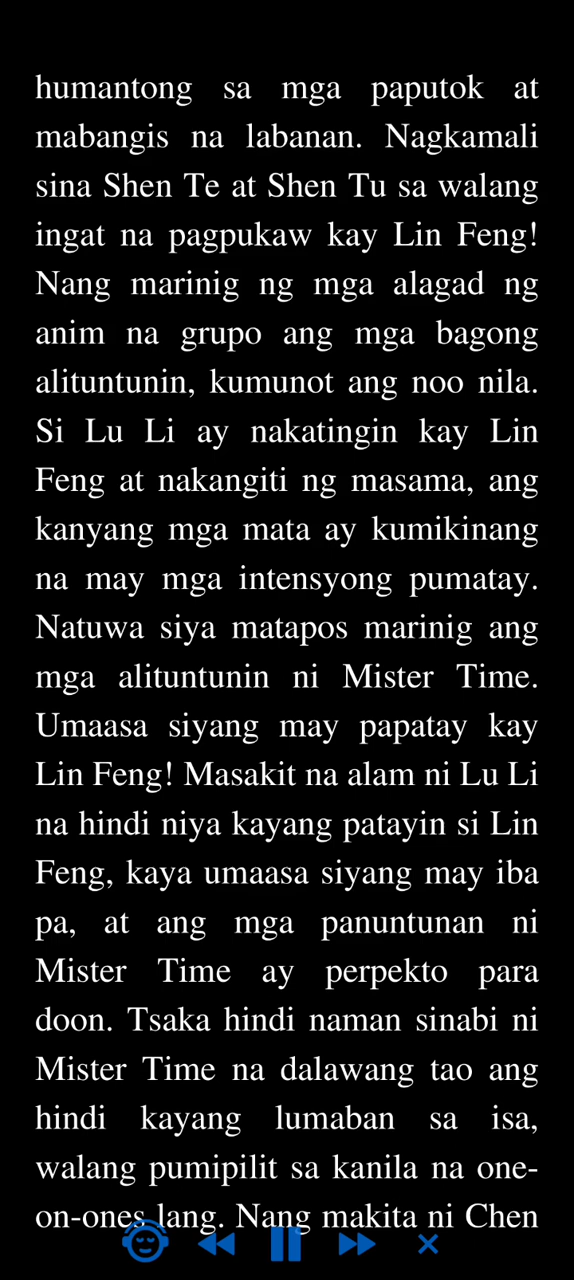 humantong sa mga paputok at
mabangis na labanan. Nagkamali
sina Shen Te at Shen Tu sa walang
ingat na pagpukaw kay Lin Feng!
Nang marinig ng mga alagad ng
anim na grupo ang mga bagong
alituntunin, kumunot ang noo nila.
Si Lu Li ay nakatingin kay Lin
Feng at nakangiti ng masama, ang
kanyang mga mata ay kumikinang
na may mga intensyong pumatay.
Natuwa siya matapos marinig ang
mga alituntunin ni Mister Time.
Umaasa siyang may papatay kay
Lin Feng! Masakit na alam ni Lu Li
na hindi niya kayang patayin si Lin
Feng, kaya umaasa siyang may iba
pa, at ang mga panuntunan ni
Mister Time ay perpekto para
doon. Tsaka hindi naman sinabi ni
Mister Time na dalawang tao ang
hindi kayang lumaban sa isa,
walang pumipilit sa kanila na one-
on-ones lang. Nang makita ni Chen